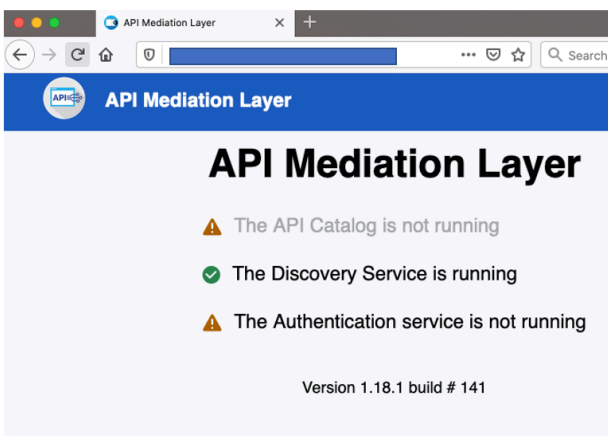 API Mediation Layer
Search
API
API Mediation Layer
API Mediation Layer
The API Catalog is not running
The Discovery Service is running
The Authentication service is not running
Version 1.18.1 build # 141